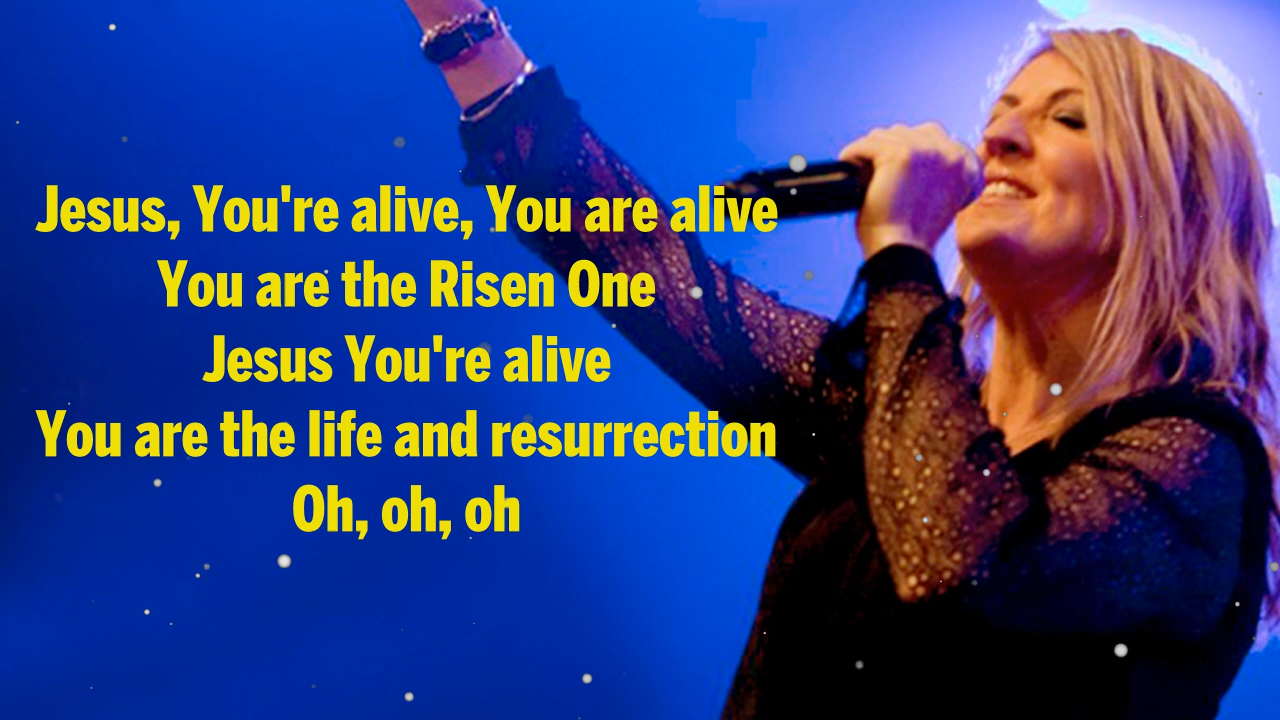 Jesus, You're alive, You are alive
You are the Risen One
Jesus You're alive
You are the life and resurrection
Oh, oh, oh